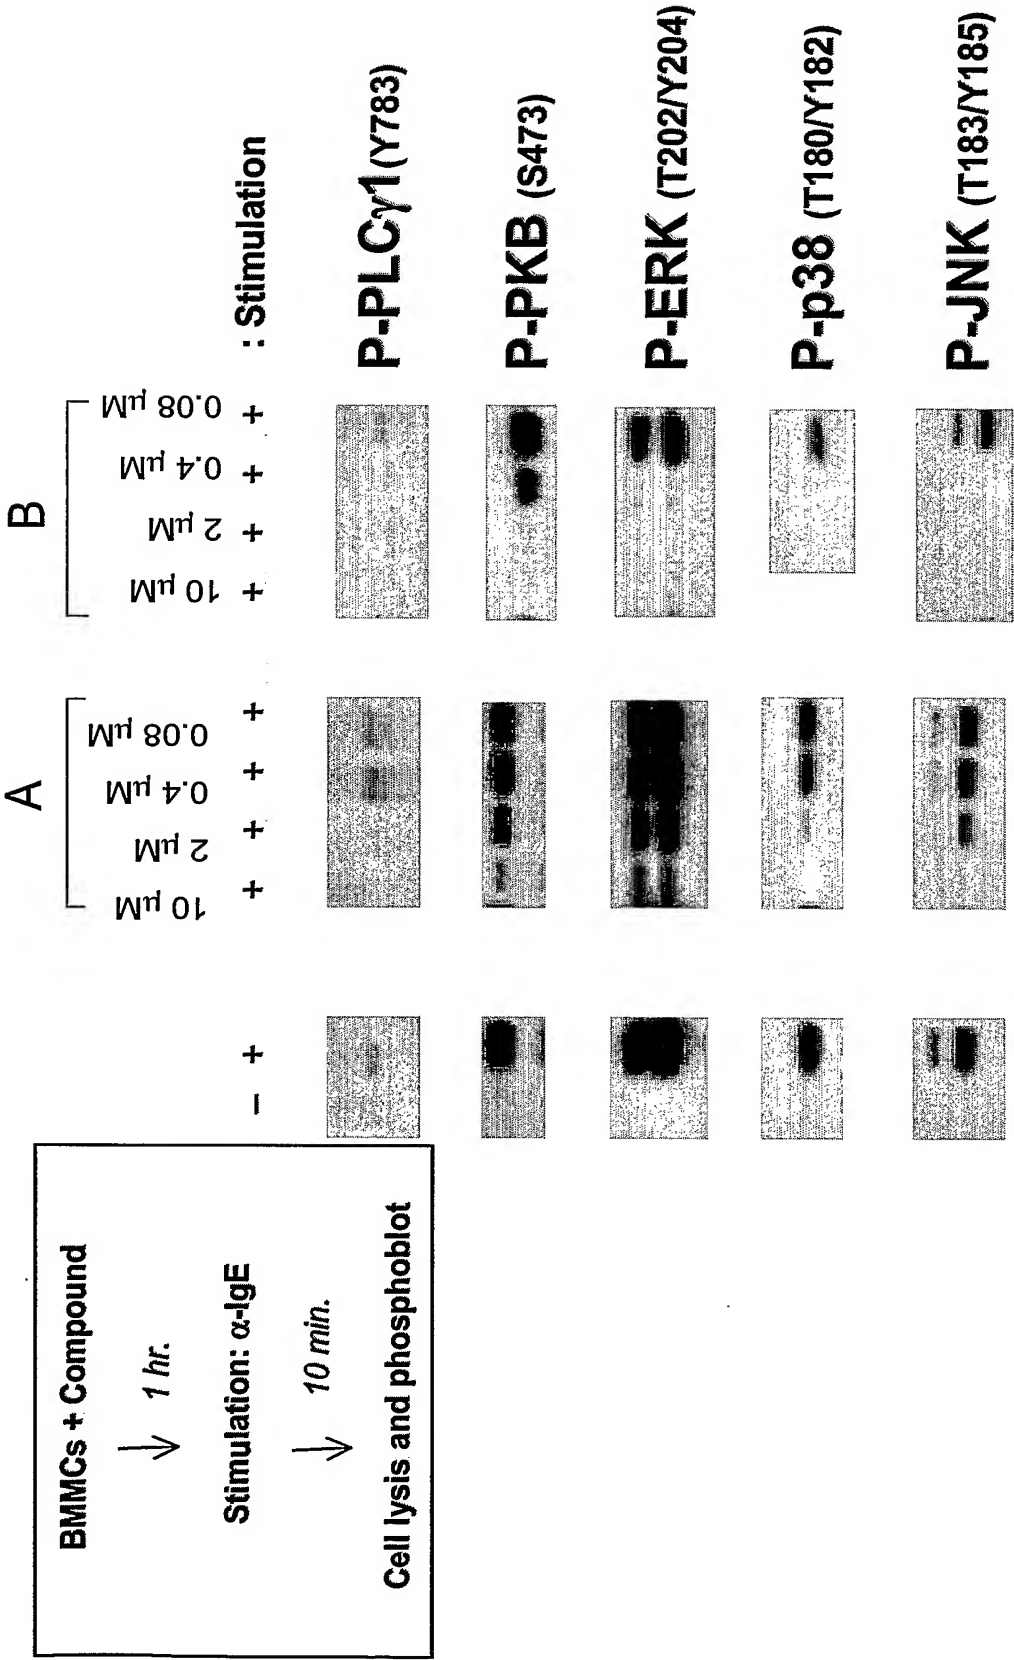 BMMCs + Compound
1 hr.
Stimulation: α-IgE
10 min.
Cell lysis and phosphoblot
A
B
10 µM 2 µM 0.4 µM 0.08 µM 10 µM 2 µM 0.4 µM 0.08 µM
− + + + + + + + + + : Stimulation
P-PLCγ1(Y783)
P-PKB (S473)
P-ERK (T202/Y204)
P-p38 (T180/Y182)
P-JNK (T183/Y185)